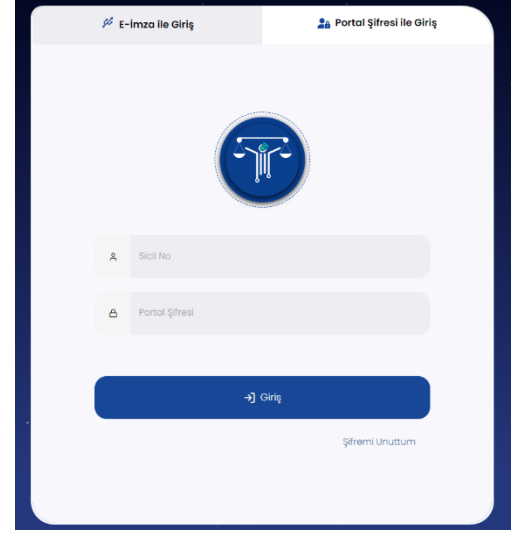 E-İmza ile Giriş
Portal Şifresi ile Giriş
Sicil No
Portal Şifresi
Giriş
Şifremi Unuttum